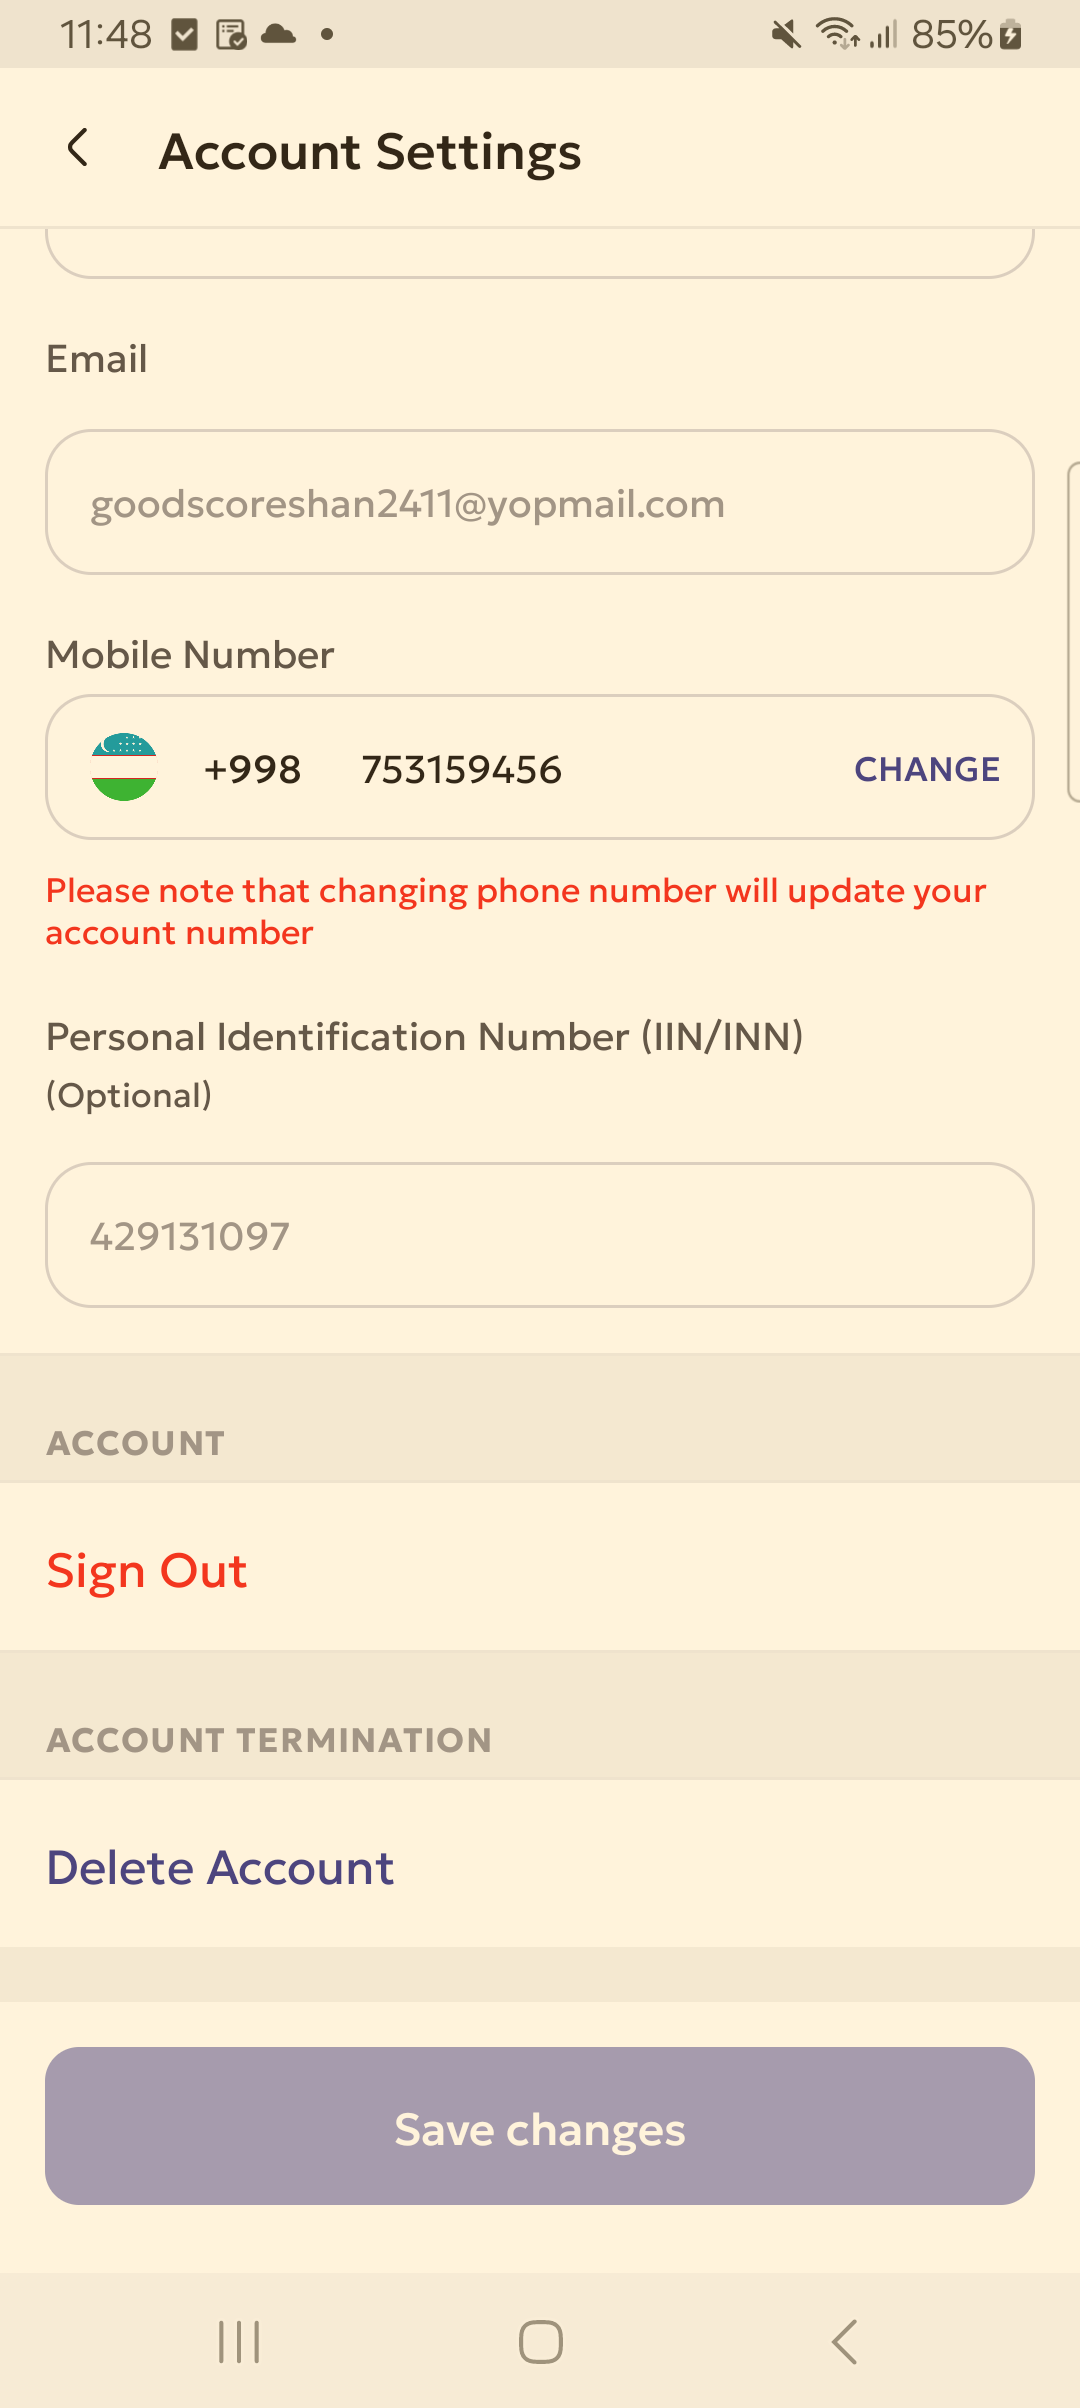 11:48
85%
Account Settings
Email
goodscoreshan2411@yopmail.com
Mobile Number
+998 753159456 CHANGE
Please note that changing phone number will update your
account number
Personal Identification Number (IIN/INN)
(Optional)
429131097
ACCOUNT
Sign Out
ACCOUNT TERMINATION
Delete Account
Save changes